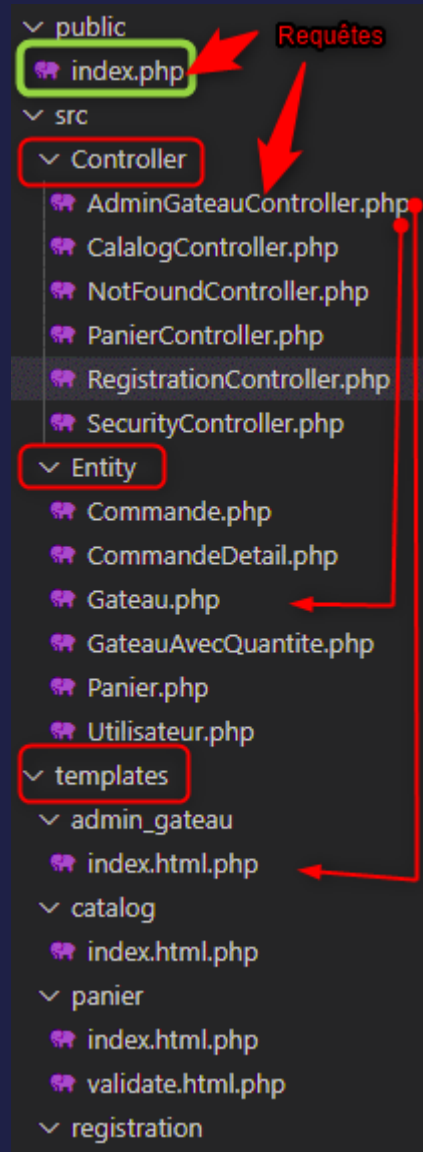 public
Requêtes
index.php
src
Controller
AdminGateauController.php
CalalogController.php
NotFoundController.php
PanierController.php
RegistrationController.php
SecurityController.php
Entity
Commande.php
CommandeDetail.php
Gateau.php
GateauAvecQuantite.php
Panier.php
Utilisateur.php
templates
admin_gateau
index.html.php
catalog
index.html.php
panier
index.html.php
validate.html.php
registration